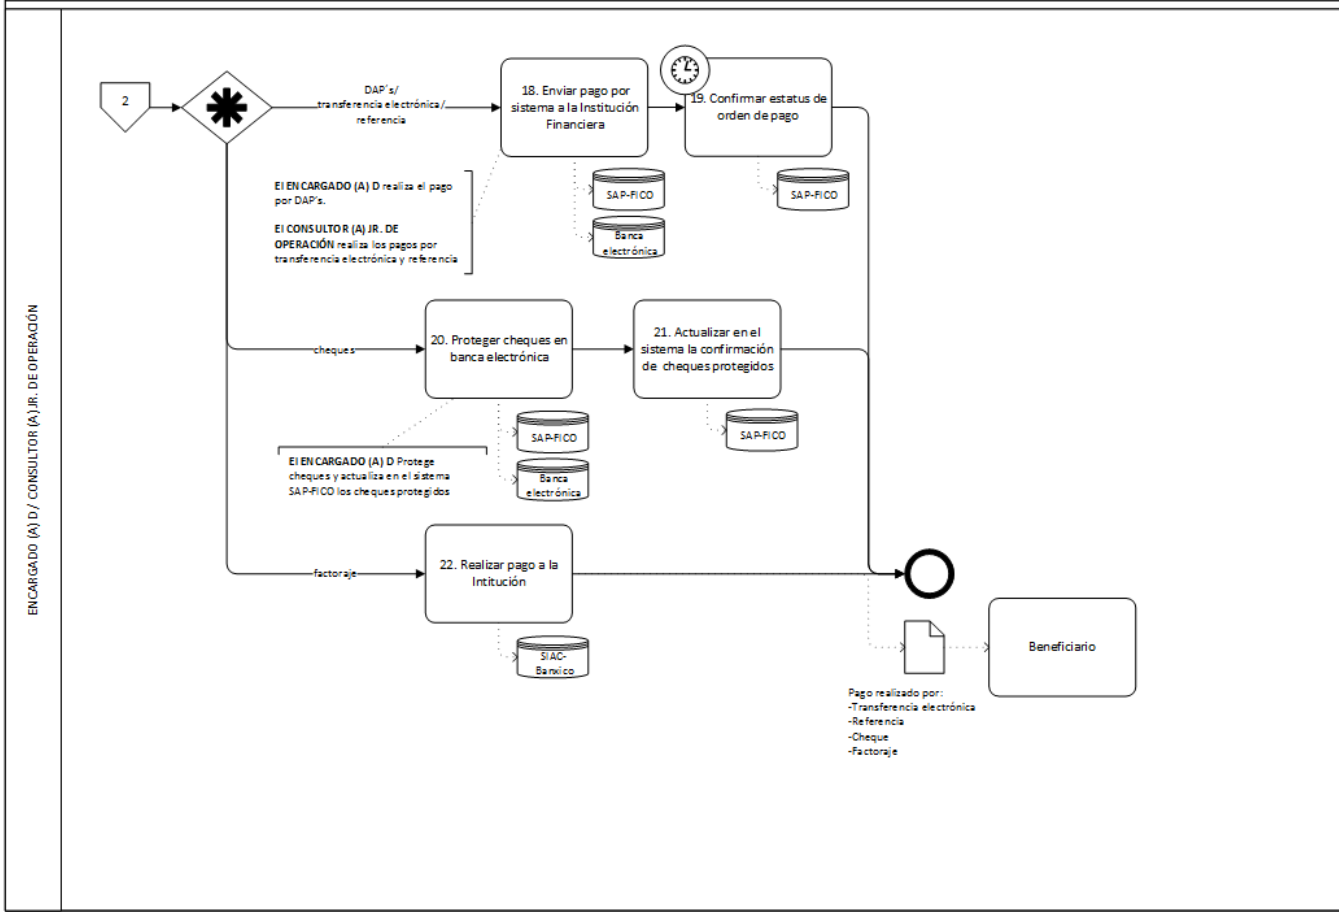 ENCARGADO (A) D / CONSULTOR (A) JR. DE OPERACIÓN
2
DAP´s/
transferencia electrónica/
referencia
18. Enviar pago por
sistema a la Institución
Financiera
19. Confirmar estatus de
orden de pago
SAP-FICO
Banca
electrónica
SAP-FICO
El ENCARGADO (A) D realiza el pago
por DAP´s.
El CONSULTOR (A) JR. DE
OPERACIÓN realiza los pagos por
transferencia electrónica y referencia
cheques
20. Proteger cheques en
banca electrónica
21. Actualizar en el
sistema la confirmación
de cheques protegidos
SAP-FICO
Banca
electrónica
SAP-FICO
El ENCARGADO (A) D Protege
cheques y actualiza en el sistema
SAP-FICO los cheques protegidos
factoraje
22. Realizar pago a la
Intitución
SIAC-
Banxico
Beneficiario
Pago realizado por:
-Transferencia electrónica
-Referencia
-Cheque
-Factoraje